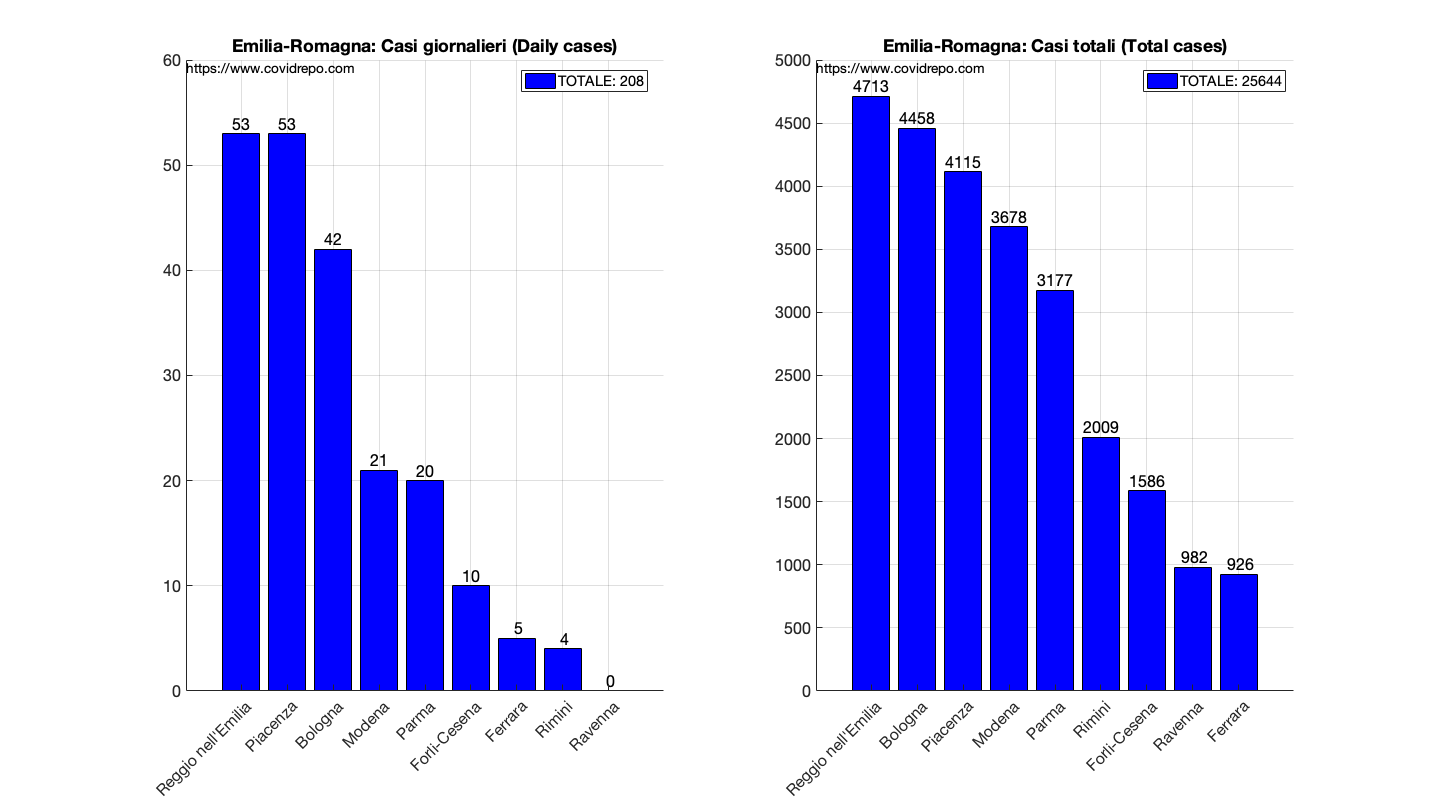 Emilia-Romagna: Casi giornalieri (Daily cases)
https://www.covidrepo.com
TOTALE: 208
60
50
40
30
20
10
0
53
53
42
21
20
10
5
4
0
Reggio nell'Emilia
Piacenza
Bologna
Modena
Parma
Forlì-Cesena
Ferrara
Rimini
Ravenna
Emilia-Romagna: Casi totali (Total cases)
https://www.covidrepo.com
TOTALE: 25644
5000
4500
4000
3500
3000
2500
2000
1500
1000
500
0
4713
4458
4115
3678
3177
2009
1586
982
926
Reggio nell'Emilia
Bologna
Piacenza
Modena
Parma
Rimini
Forlì-Cesena
Ravenna
Ferrara